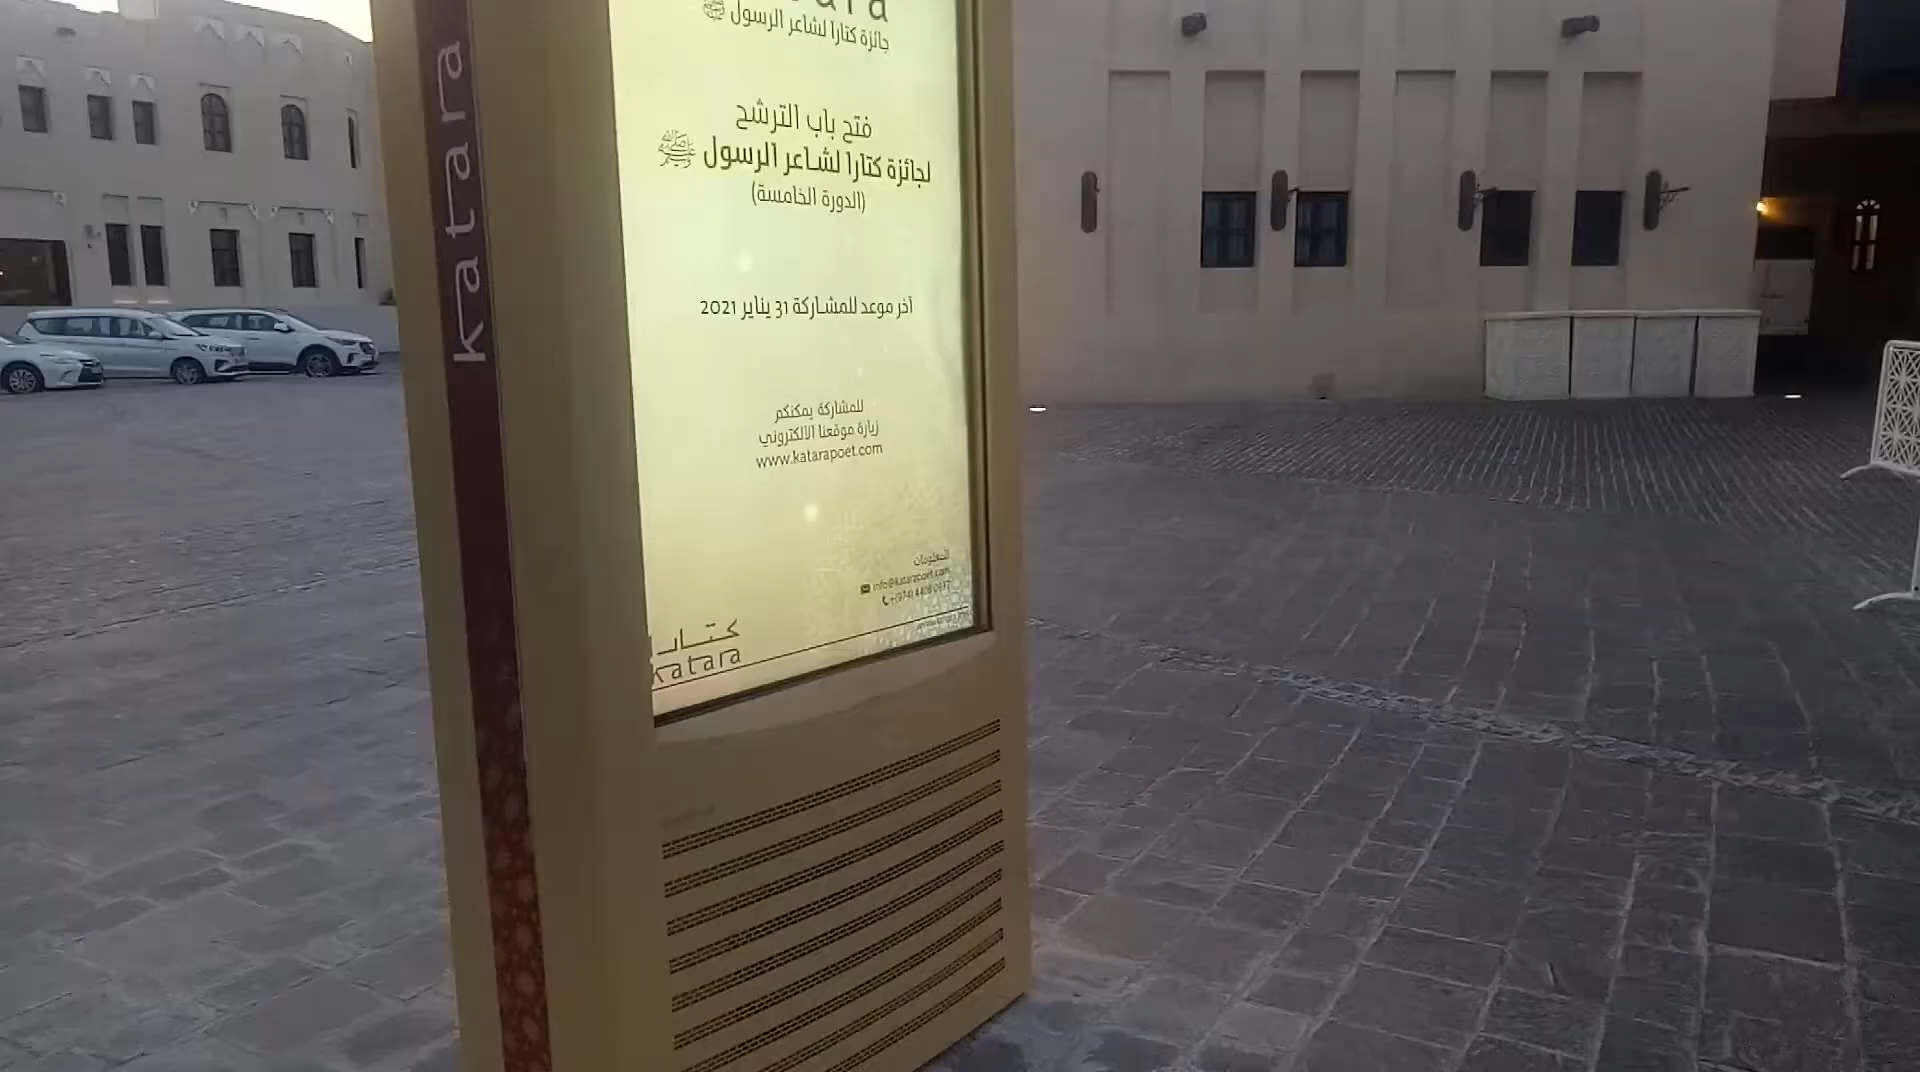 katara
جائزة كتارا لشاعر الرسول ﷺ
فتح باب الترشح
لجائزة كتارا لشاعر الرسول ﷺ
(الدورة الخامسة)
آخر موعد للمشاركة 31 يناير 2021
للمشاركة يمكنكم
زيارة موقعنا الالكتروني
www.katarapoet.com
للمعلومات
info@katarapoet.com
كتارا
katara